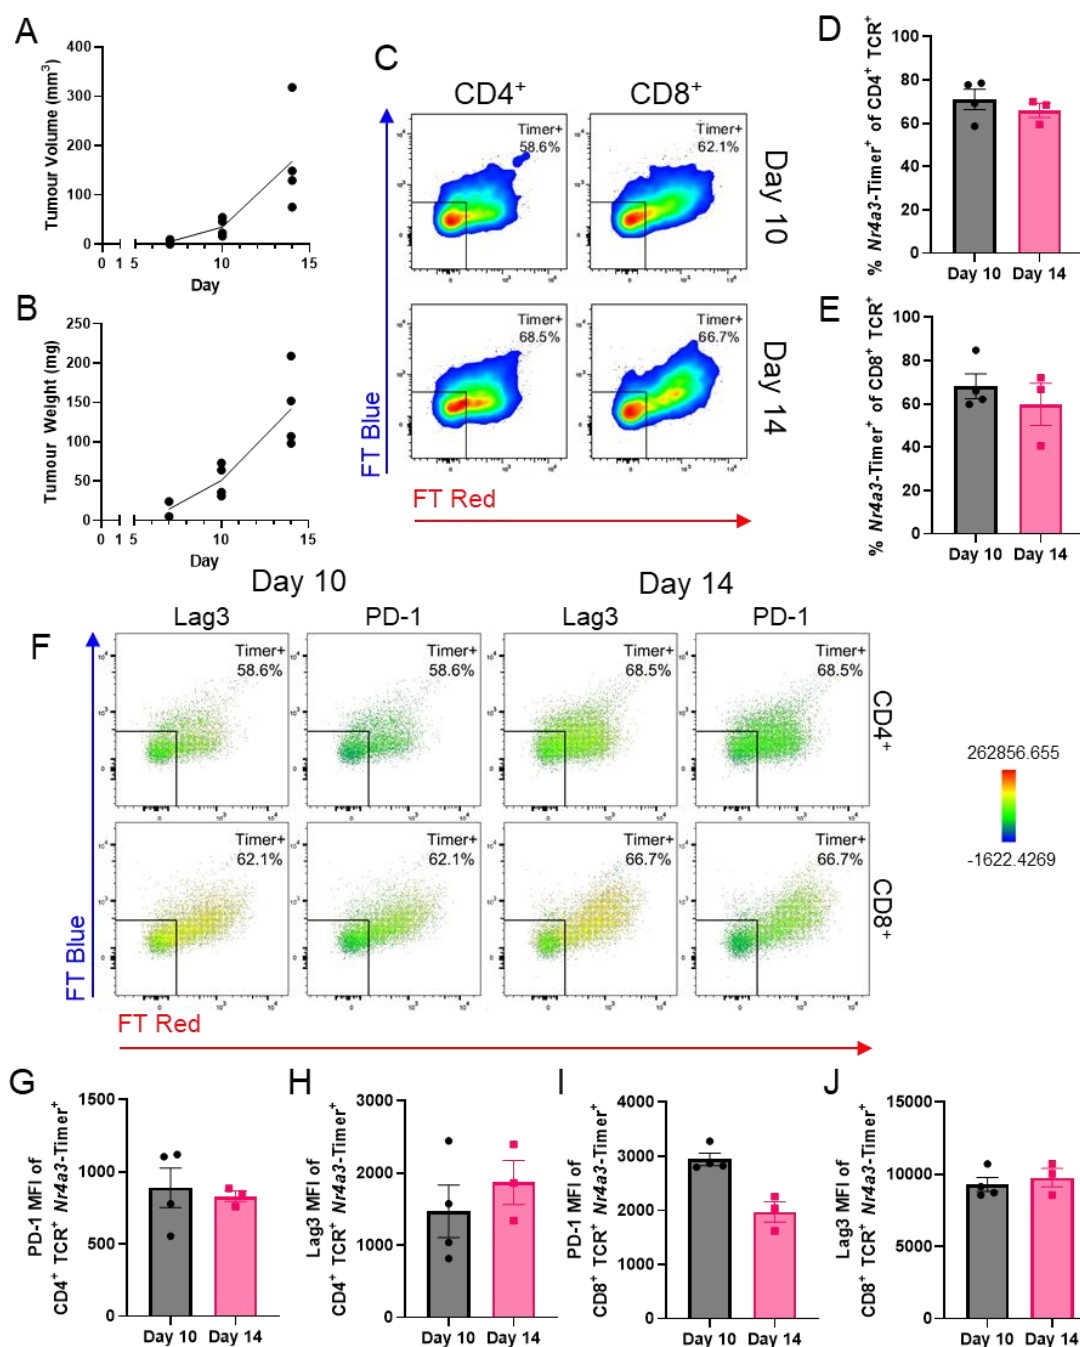 A
400
300
200
100
0
Tumour Volume (mm³)
0 1 5 10 15
Day
B
250
200
150
100
50
0
Tumour Weight (mg)
0 1 5 10 15
Day
C
CD4⁺ CD8⁺
Timer+
58.6%
Timer+
62.1%
Day 10
Timer+
68.5%
Timer+
66.7%
Day 14
FT Blue
FT Red
D
100
80
60
40
20
0
% Nr4a3-Timer⁺ of CD4⁺ TCR⁺
Day 10 Day 14
E
100
80
60
40
20
0
% Nr4a3-Timer⁺ of CD8⁺ TCR⁺
Day 10 Day 14
F
Day 10 Day 14
Lag3 PD-1 Lag3 PD-1
Timer+
58.6%
Timer+
58.6%
Timer+
68.5%
Timer+
68.5%
CD4⁺
Timer+
62.1%
Timer+
62.1%
Timer+
66.7%
Timer+
66.7%
CD8⁺
FT Blue
FT Red
262856.655
-1622.4269
G
1500
1000
500
0
PD-1 MFI of
CD4⁺ TCR⁺ Nr4a3-Timer⁺
Day 10 Day 14
H
3000
2000
1000
0
Lag3 MFI of
CD4⁺ TCR⁺ Nr4a3-Timer⁺
Day 10 Day 14
I
4000
3000
2000
1000
0
PD-1 MFI of
CD8⁺ TCR⁺ Nr4a3-Timer⁺
Day 10 Day 14
J
15000
10000
5000
0
Lag3 MFI of
CD8⁺ TCR⁺ Nr4a3-Timer⁺
Day 10 Day 14